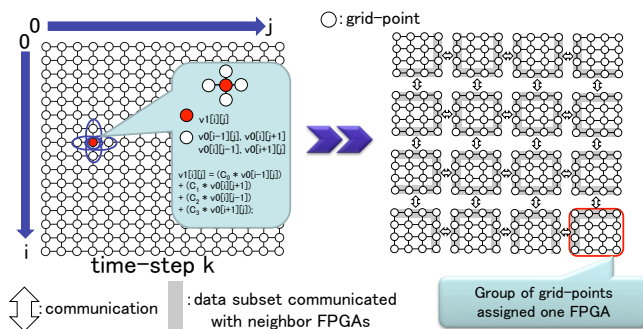 0
j
0
i
v1[i][j]
v0[i-1][j], v0[i][j+1]
v0[i][j-1], v0[i+1][j]
v1[i][j] = (C₀ * v0[i-1][j])
+ (C₁ * v0[i][j+1])
+ (C₂ * v0[i][j-1])
+ (C₃ * v0[i+1][j]);
time-step k
: grid-point
: communication
: data subset communicated
with neighbor FPGAs
Group of grid-points
assigned one FPGA